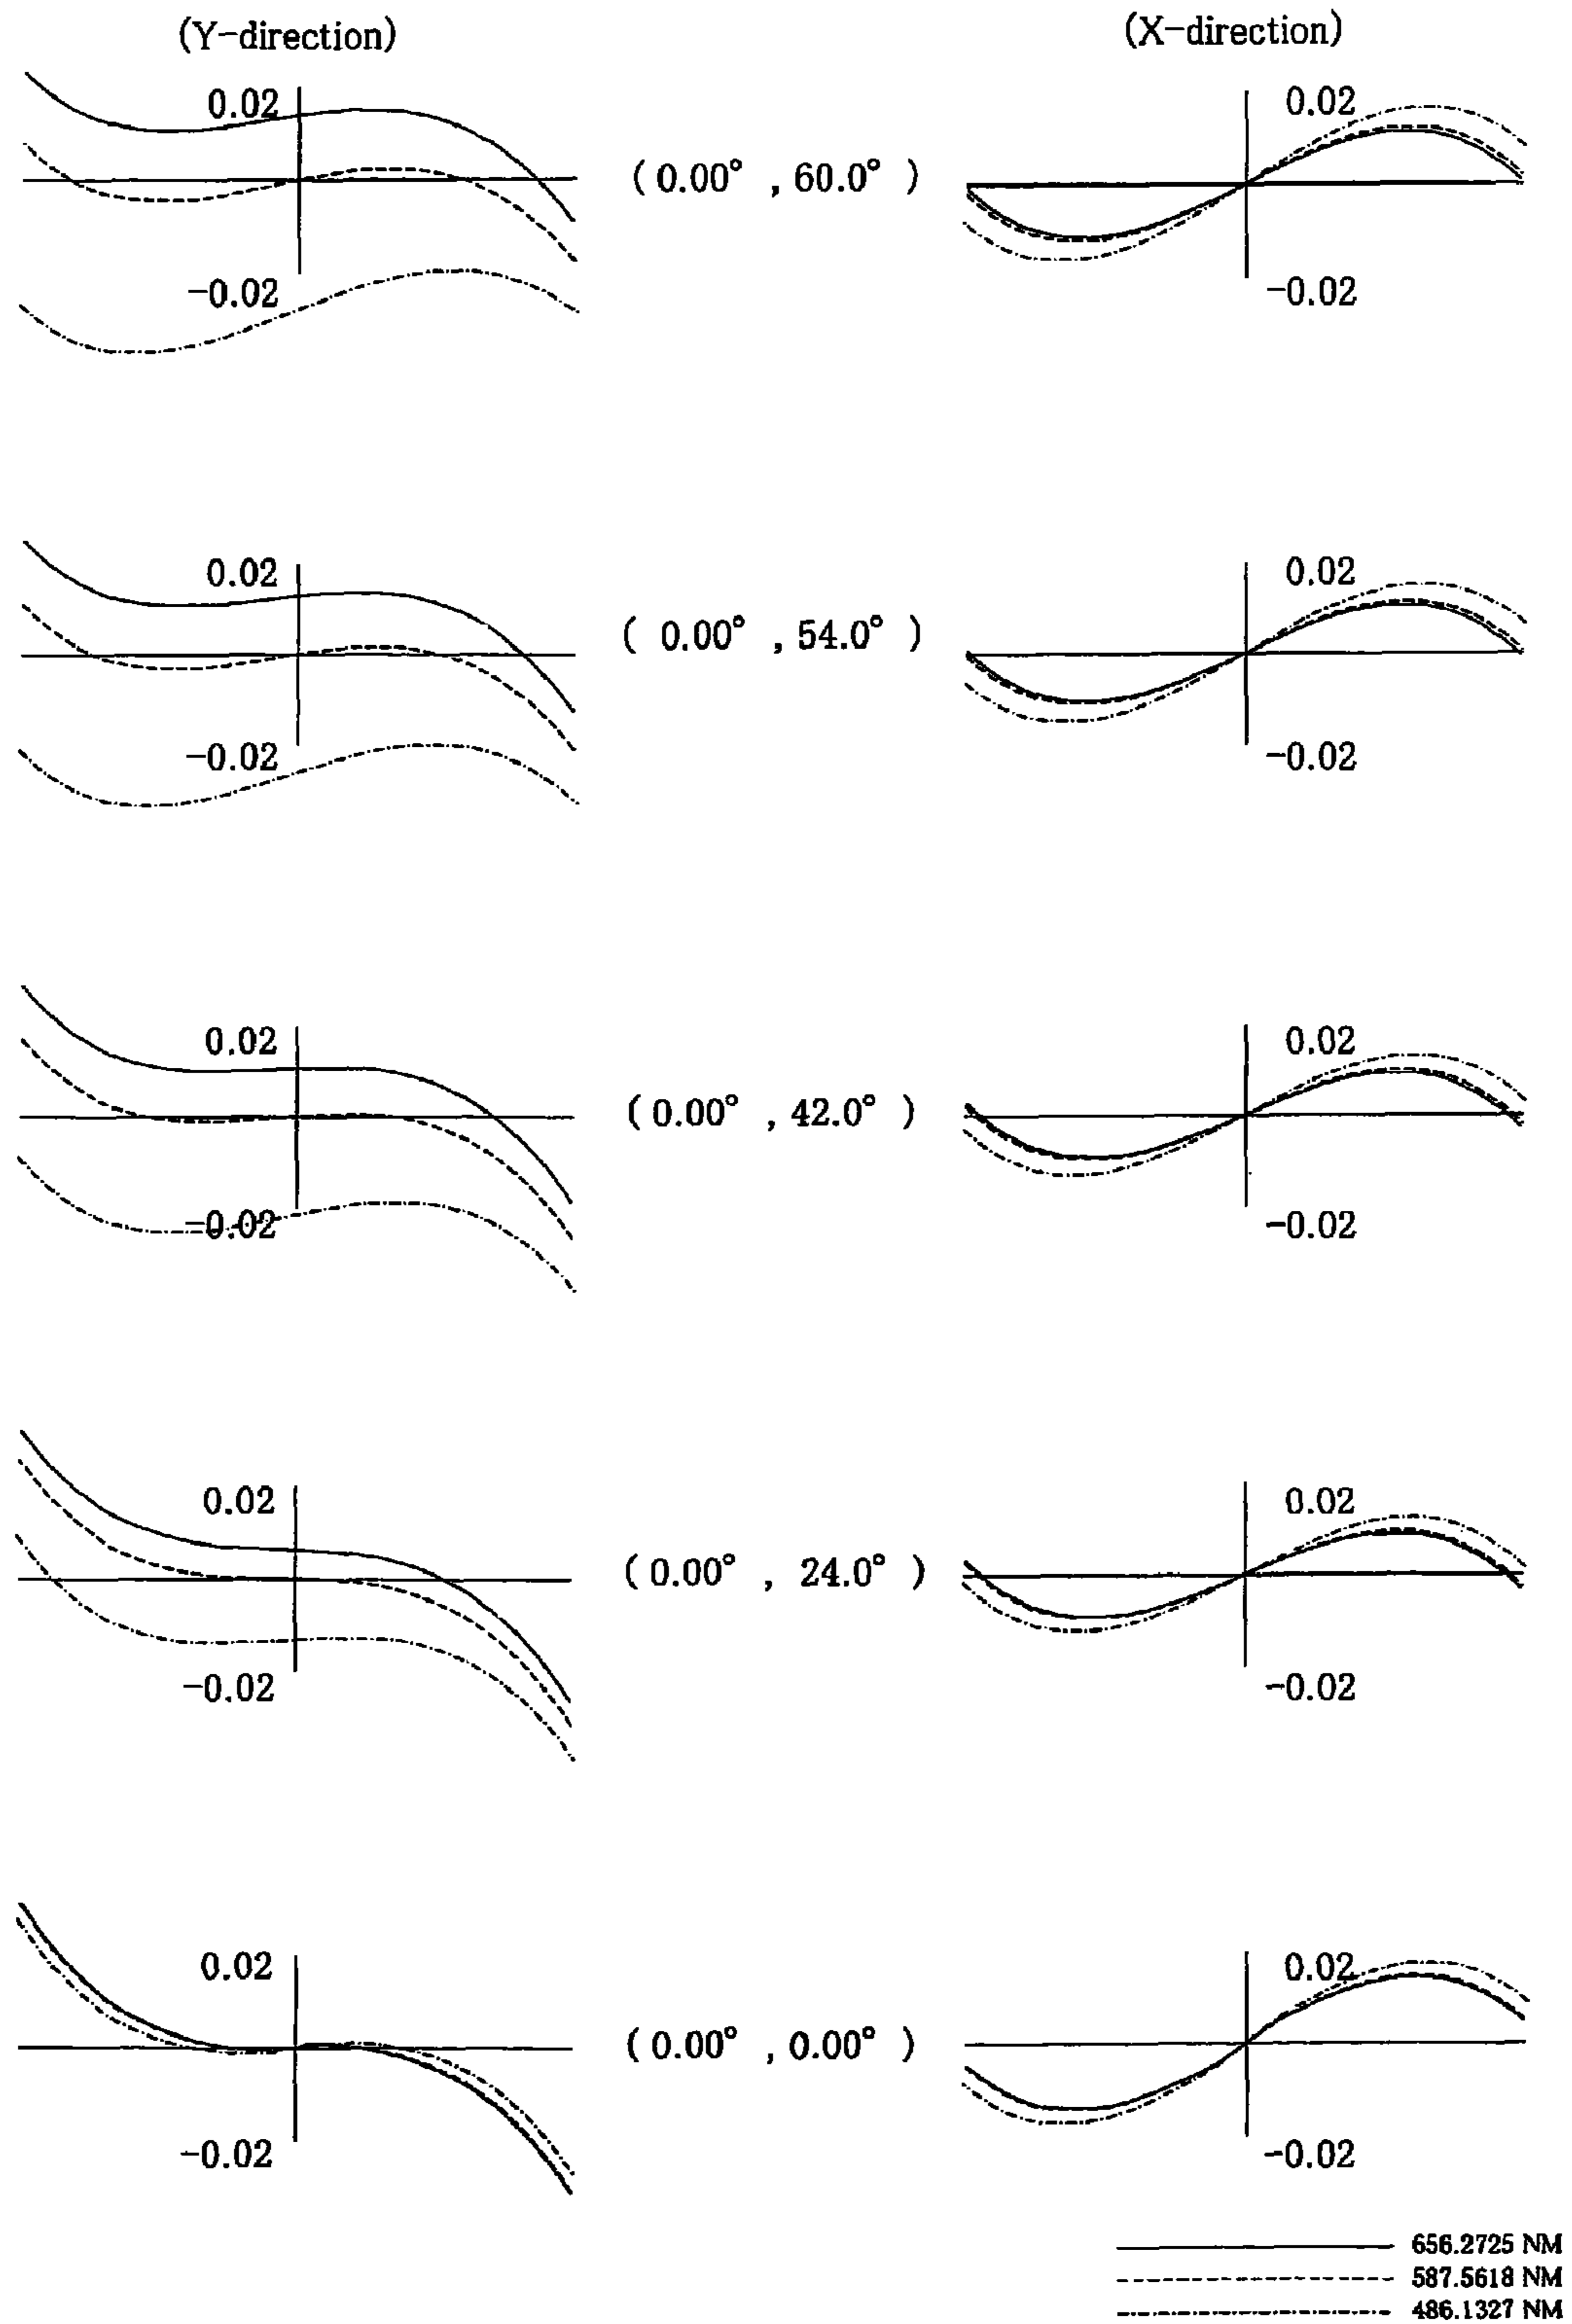 (Y-direction)
(X-direction)
0.02
( 0.00° , 60.0° )
0.02
-0.02
-0.02
0.02
( 0.00° , 54.0° )
0.02
-0.02
-0.02
0.02
( 0.00° , 42.0° )
0.02
-0.02
-0.02
0.02
( 0.00° , 24.0° )
0.02
-0.02
-0.02
0.02
( 0.00° , 0.00° )
0.02
-0.02
-0.02
656.2725 NM
587.5618 NM
486.1327 NM